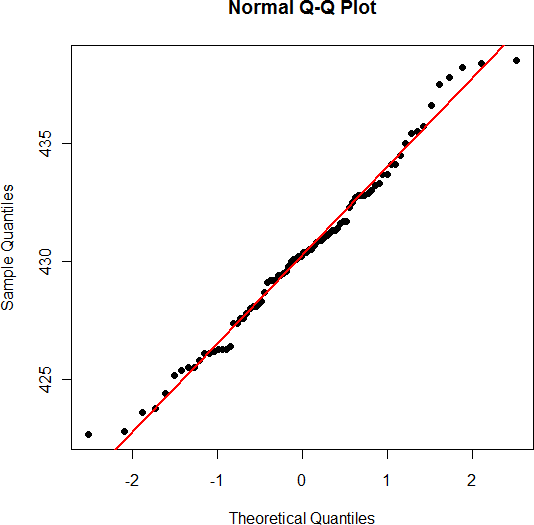 Normal Q-Q Plot
Sample Quantiles
435
430
425
-2 -1 0 1 2
Theoretical Quantiles